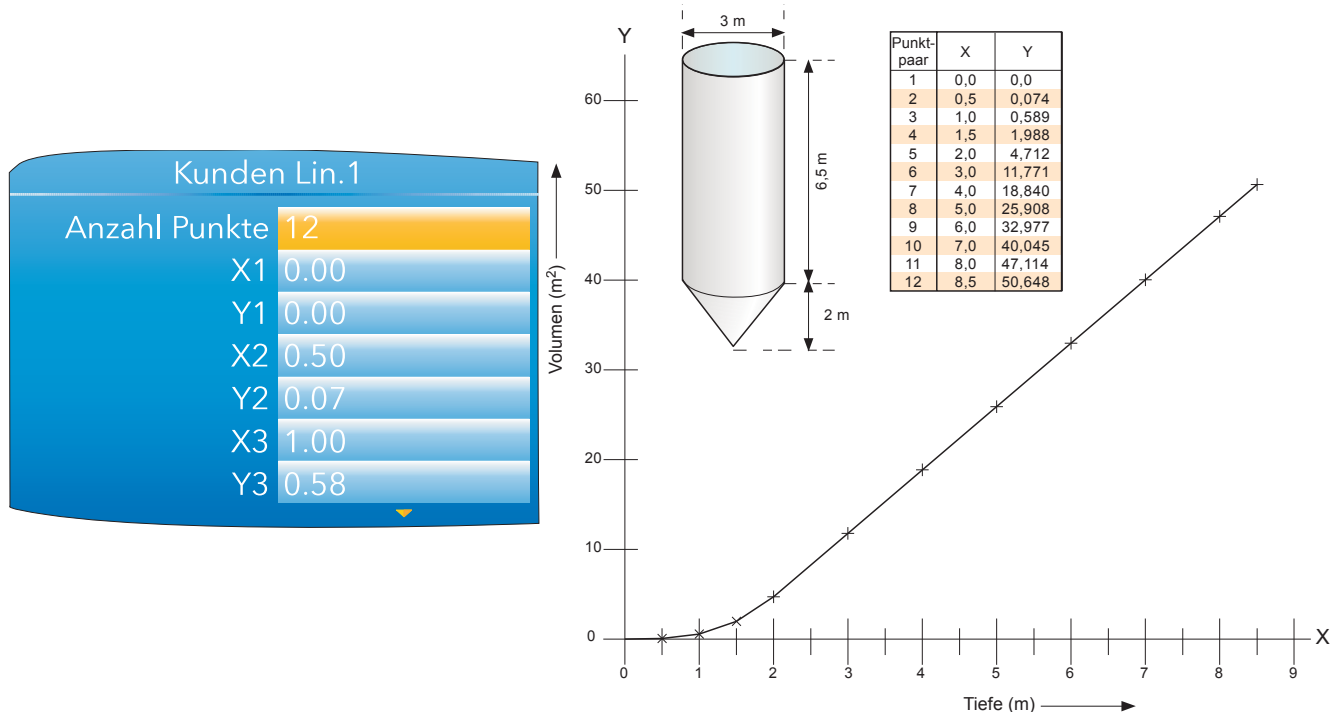 Kunden Lin.1
Anzahl Punkte 12
X1 0.00
Y1 0.00
X2 0.50
Y2 0.07
X3 1.00
Y3 0.58
Y
Volumen (m²)
60
50
40
30
20
10
0
0 1 2 3 4 5 6 7 8 9
X
Tiefe (m)
3 m
6,5 m
2 m
Punkt-
paar X Y
1 0,0 0,0
2 0,5 0,074
3 1,0 0,589
4 1,5 1,988
5 2,0 4,712
6 3,0 11,771
7 4,0 18,840
8 5,0 25,908
9 6,0 32,977
10 7,0 40,045
11 8,0 47,114
12 8,5 50,648